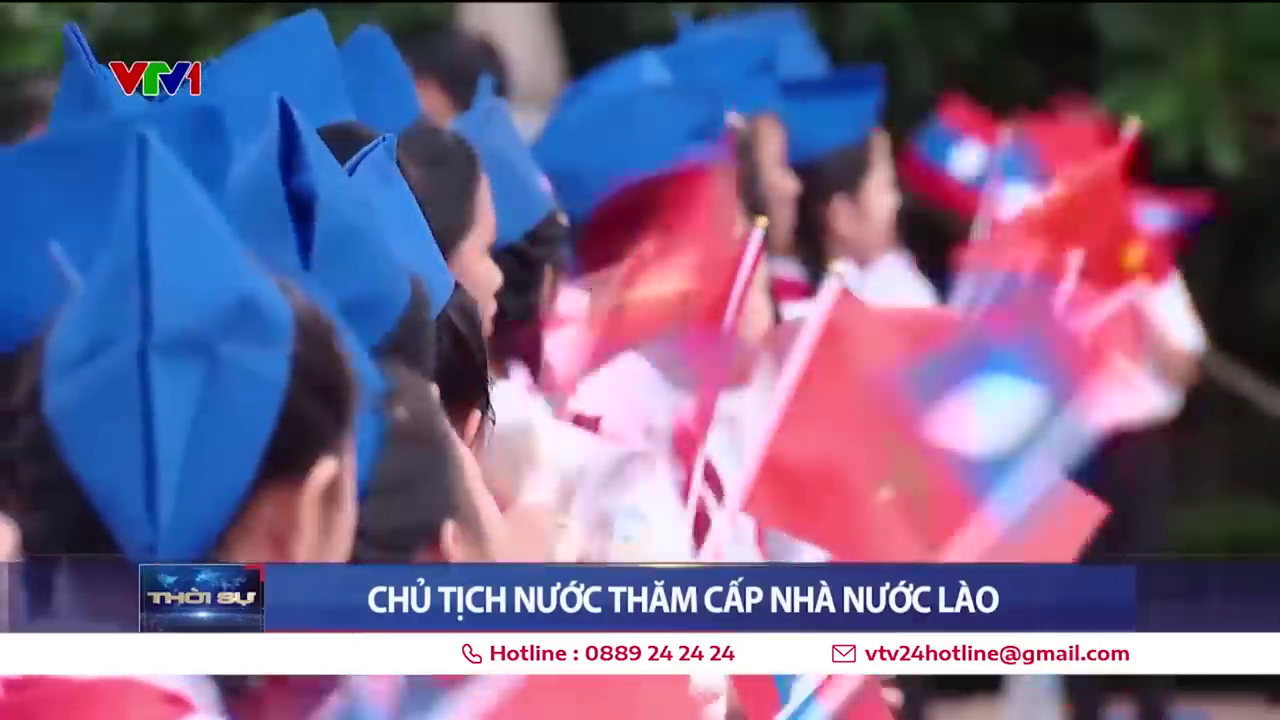 VTV1
THỜI SỰ
CHỦ TỊCH NƯỚC THĂM CẤP NHÀ NƯỚC LÀO
Hotline : 0889 24 24 24
vtv24hotline@gmail.com